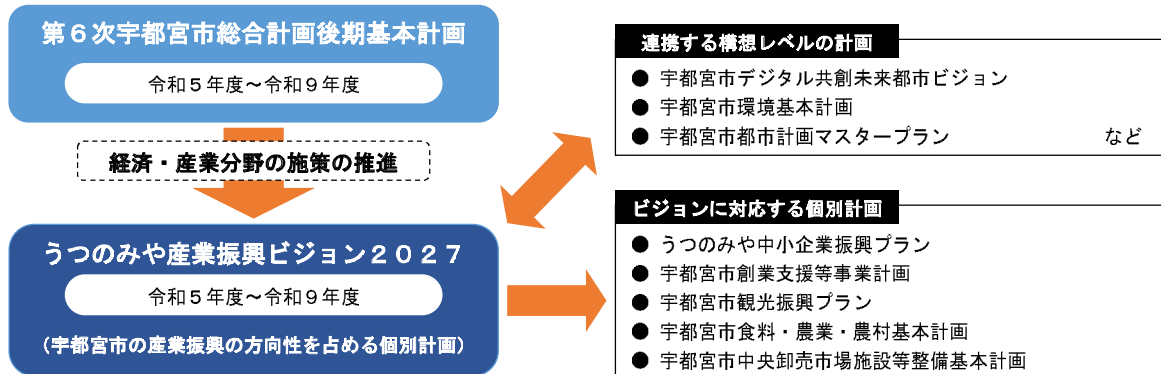 第６次宇都宮市総合計画後期基本計画
令和５年度～令和９年度
経済・産業分野の施策の推進
うつのみや産業振興ビジョン２０２７
令和５年度～令和９年度
（宇都宮市の産業振興の方向性を占める個別計画）
連携する構想レベルの計画
● 宇都宮市デジタル共創未来都市ビジョン
● 宇都宮市環境基本計画
● 宇都宮市都市計画マスタープラン など
ビジョンに対応する個別計画
● うつのみや中小企業振興プラン
● 宇都宮市創業支援等事業計画
● 宇都宮市観光振興プラン
● 宇都宮市食料・農業・農村基本計画
● 宇都宮市中央卸売市場施設等整備基本計画